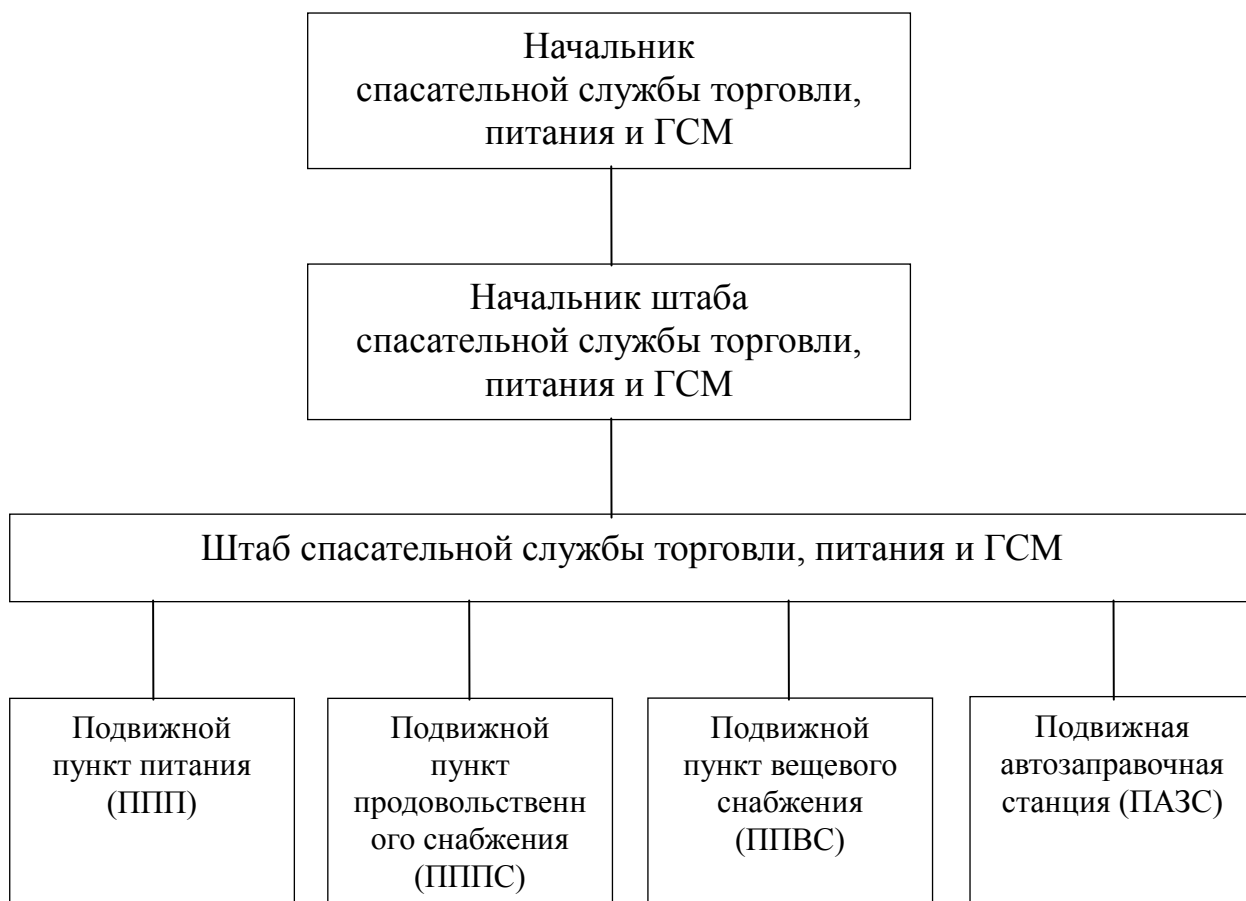 Начальник
спасательной службы торговли,
питания и ГСМ
Начальник штаба
спасательной службы торговли,
питания и ГСМ
Штаб спасательной службы торговли, питания и ГСМ
Подвижной
пункт питания
(ППП)
Подвижной
пункт
продовольственн
ого снабжения
(ПППС)
Подвижной
пункт вещевого
снабжения
(ППВС)
Подвижная
автозаправочная
станция (ПАЗС)